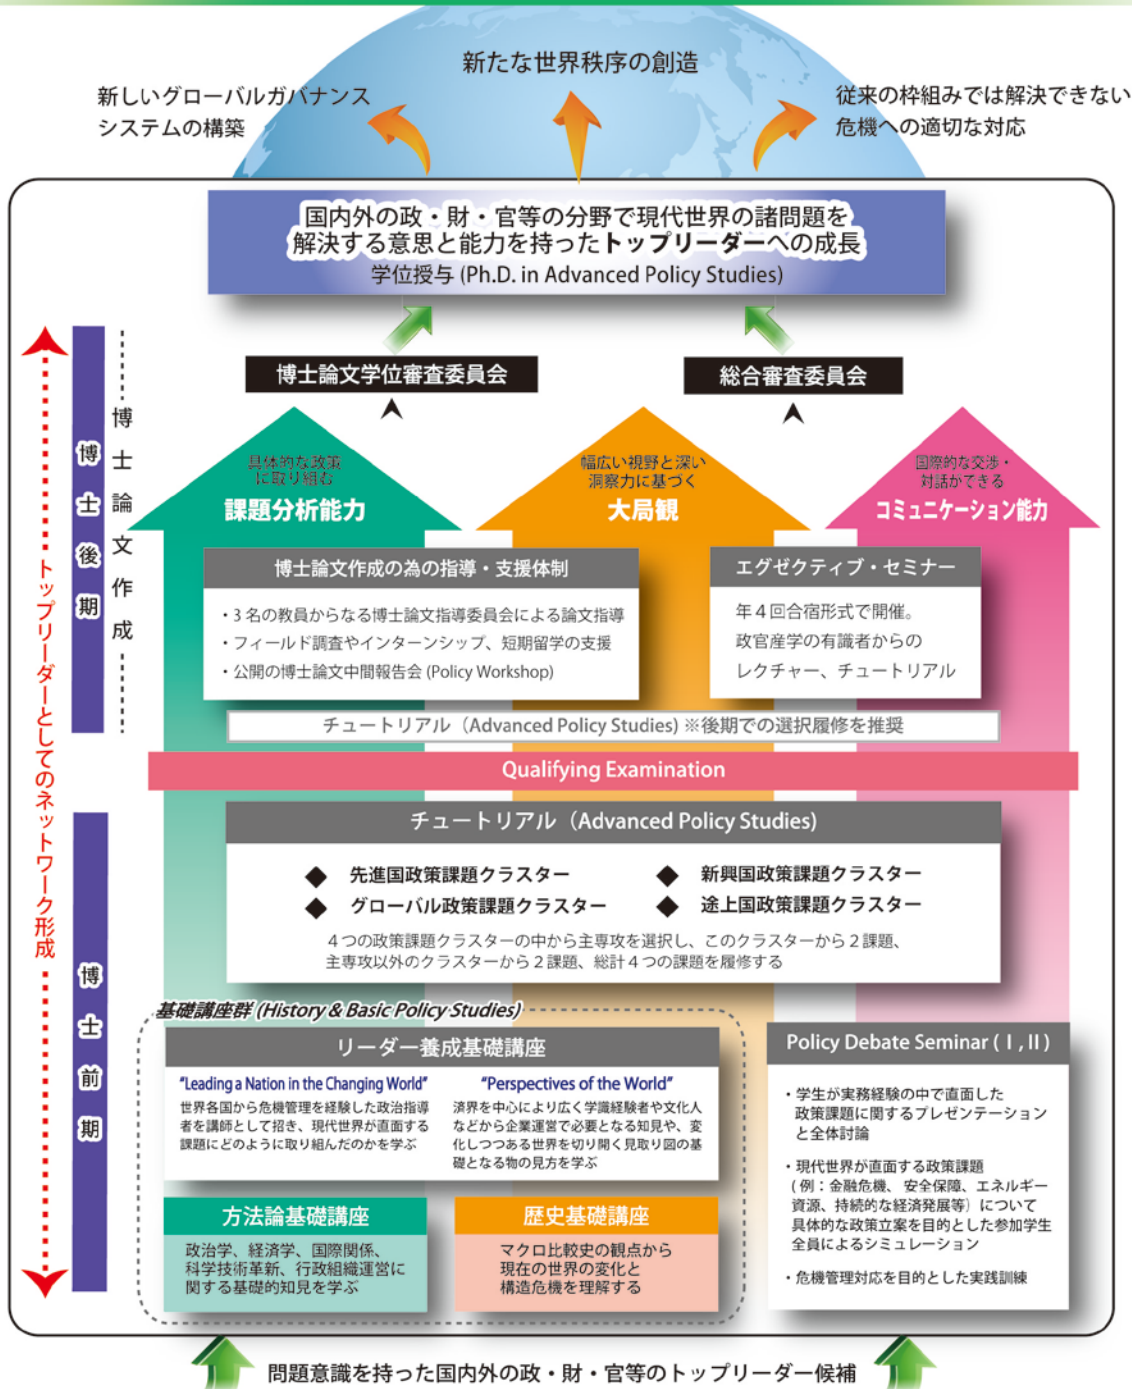 新たな世界秩序の創造
新しいグローバルガバナンス
システムの構築
従来の枠組みでは解決できない
危機への適切な対応
国内外の政・財・官等の分野で現代世界の諸問題を
解決する意思と能力を持ったトップリーダーへの成長
学位授与 (Ph.D. in Advanced Policy Studies)
博士論文学位審査委員会
総合審査委員会
トップリーダーとしてのネットワーク形成
博士後期
博士論文作成
具体的な政策
に取り組む
課題分析能力
幅広い視野と深い
洞察力に基づく
大局観
国際的な交渉・
対話ができる
コミュニケーション能力
博士論文作成の為の指導・支援体制
・3 名の教員からなる博士論文指導委員会による論文指導
・フィールド調査やインターンシップ、短期留学の支援
・公開の博士論文中間報告会 (Policy Workshop)
エグゼクティブ・セミナー
年４回合宿形式で開催。
政官産学の有識者からの
レクチャー、チュートリアル
チュートリアル（Advanced Policy Studies) ※後期での選択履修を推奨
Qualifying Examination
博士前期
チュートリアル（Advanced Policy Studies)
◆ 先進国政策課題クラスター
◆ 新興国政策課題クラスター
◆ グローバル政策課題クラスター
◆ 途上国政策課題クラスター
４つの政策課題クラスターの中から主専攻を選択し、このクラスターから２課題、
主専攻以外のクラスターから２課題、総計４つの課題を履修する
基礎講座群 (History & Basic Policy Studies)
リーダー養成基礎講座
"Leading a Nation in the Changing World"
世界各国から危機管理を経験した政治指導
者を講師として招き、現代世界が直面する
課題にどのように取り組んだのかを学ぶ
"Perspectives of the World"
済界を中心により広く学識経験者や文化人
などから企業運営で必要となる知見や、変
化しつつある世界を切り開く見取り図の基
礎となる物の見方を学ぶ
方法論基礎講座
政治学、経済学、国際関係、
科学技術革新、行政組織運営に
関する基礎的知見を学ぶ
歴史基礎講座
マクロ比較史の観点から
現在の世界の変化と
構造危機を理解する
Policy Debate Seminar ( I , II )
・学生が実務経験の中で直面した
政策課題に関するプレゼンテーション
と全体討論
・現代世界が直面する政策課題
( 例：金融危機、 安全保障、エネルギー
資源、持続的な経済発展等）について
具体的な政策立案を目的とした参加学生
全員によるシミュレーション
・危機管理対応を目的とした実践訓練
問題意識を持った国内外の政・財・官等のトップリーダー候補